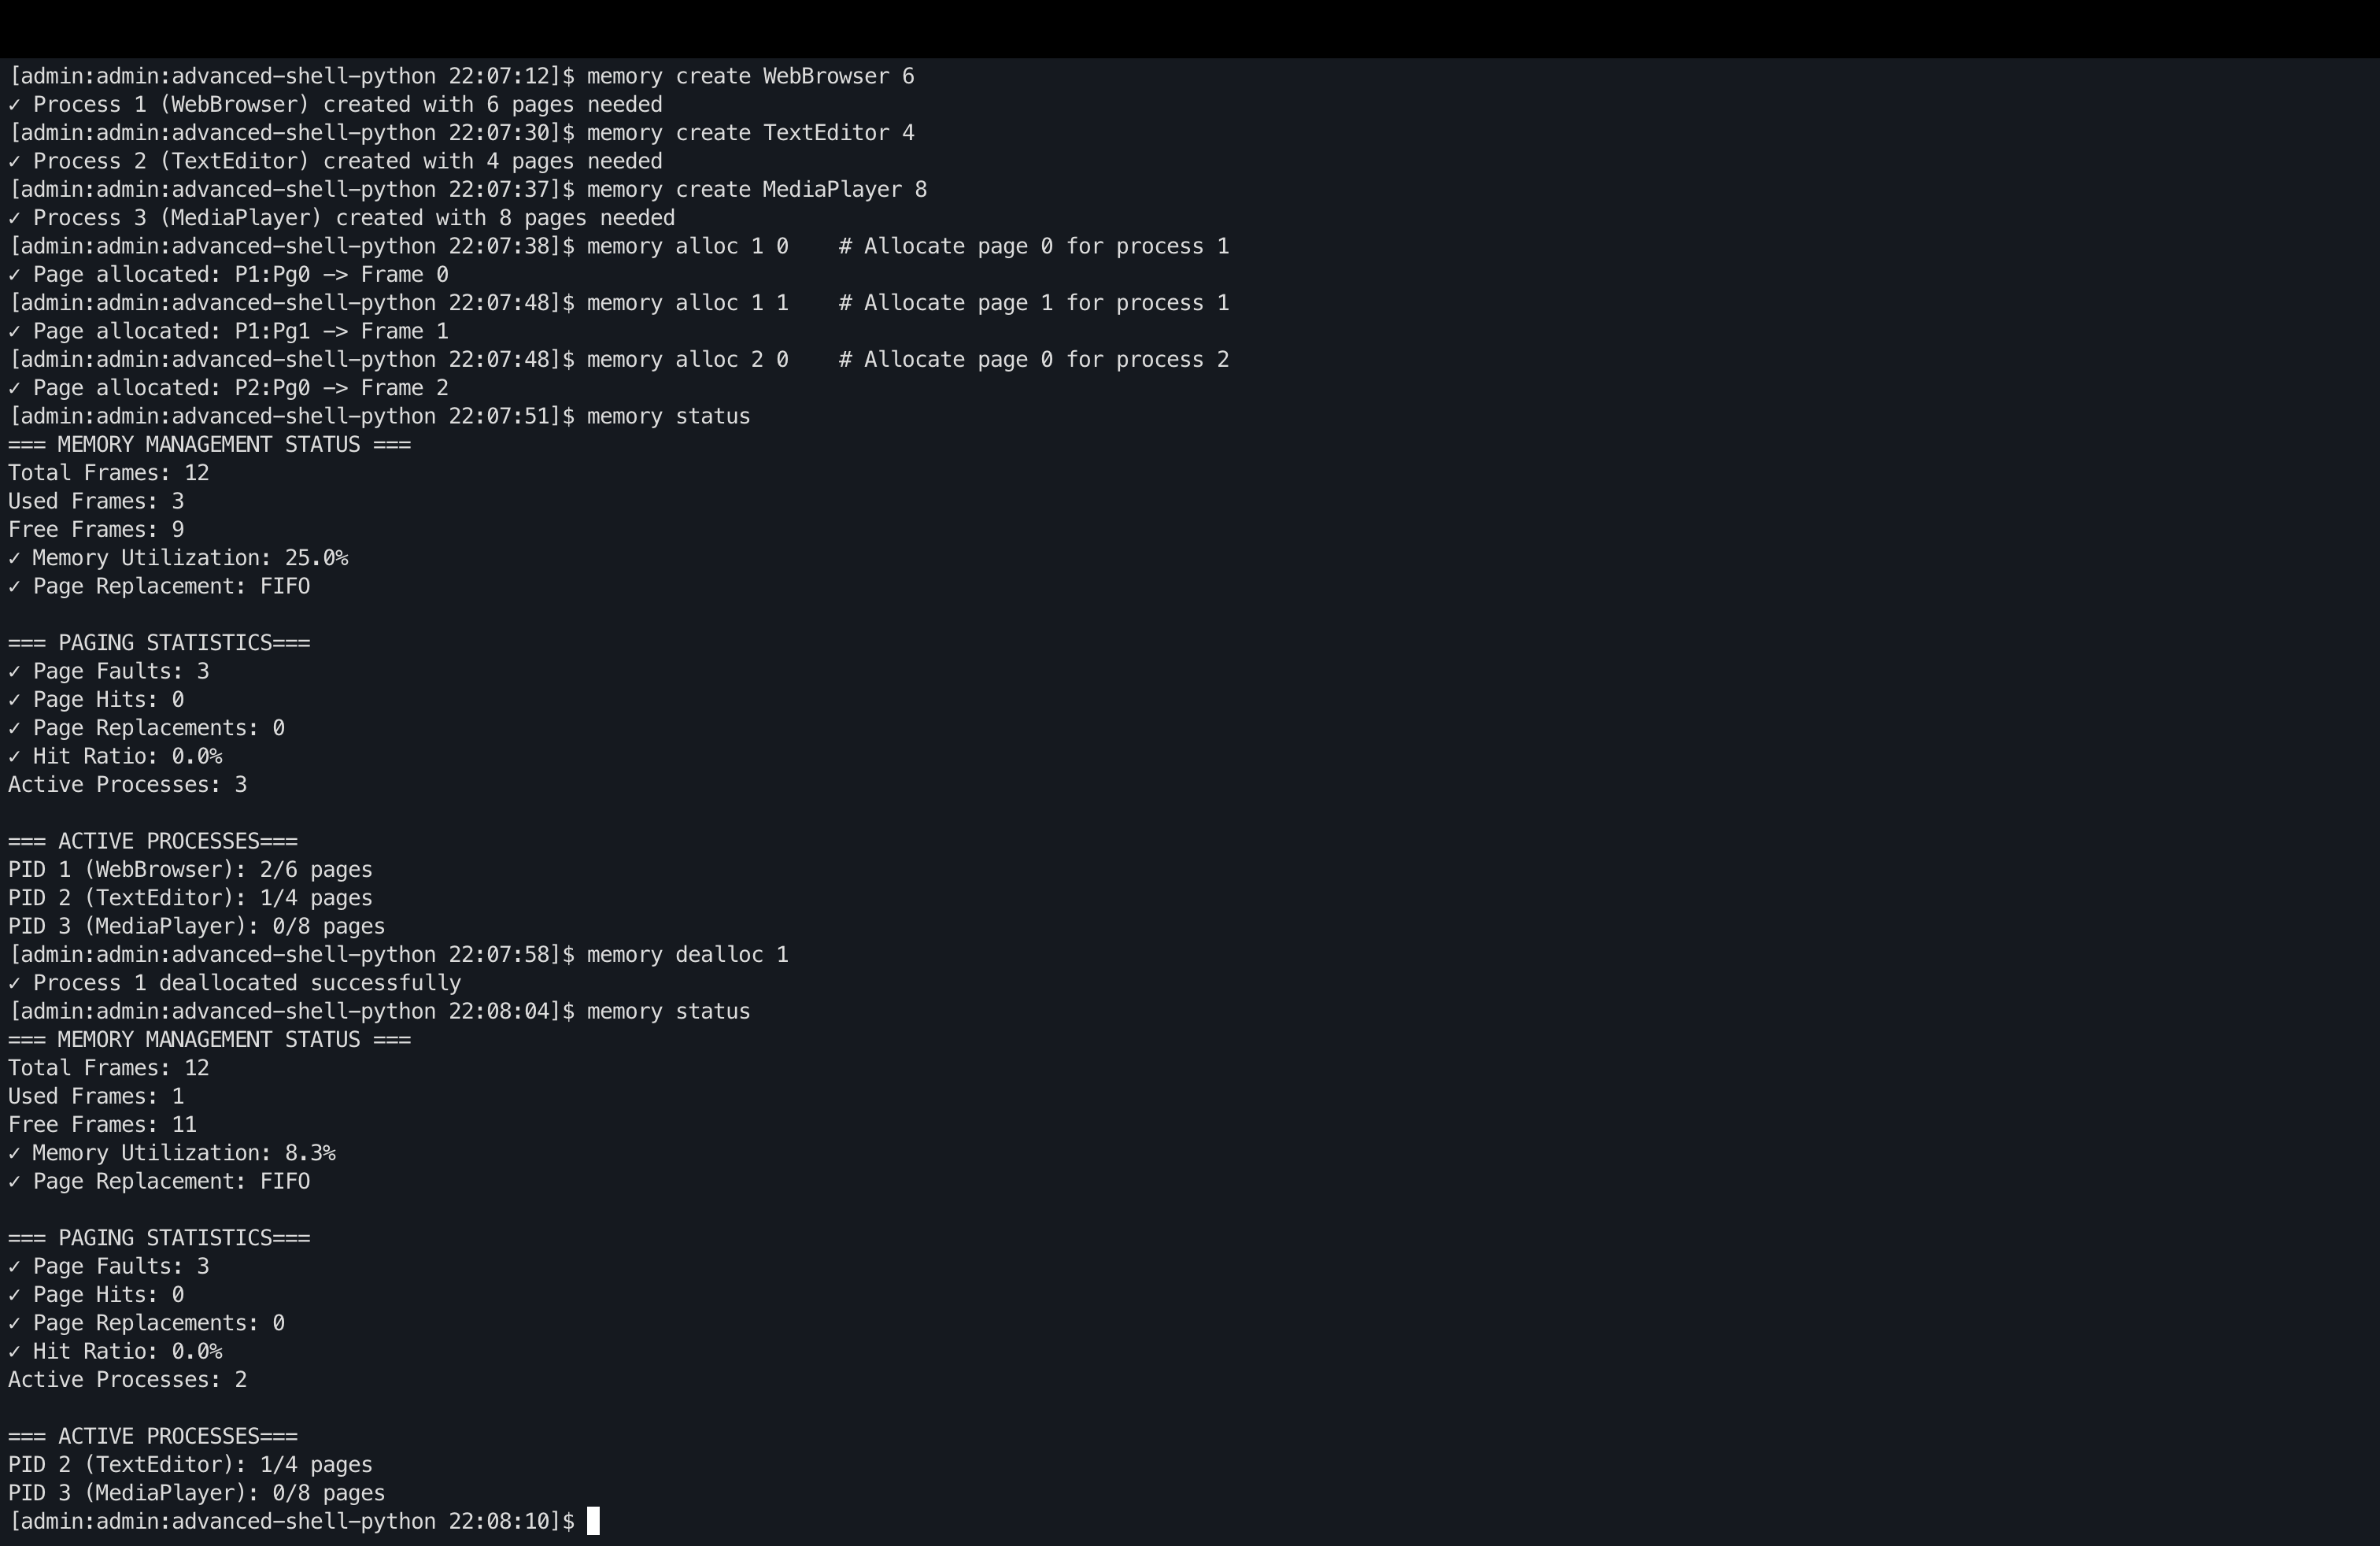 [admin:admin:advanced-shell-python 22:07:12]$ memory create WebBrowser 6
✓ Process 1 (WebBrowser) created with 6 pages needed
[admin:admin:advanced-shell-python 22:07:30]$ memory create TextEditor 4
✓ Process 2 (TextEditor) created with 4 pages needed
[admin:admin:advanced-shell-python 22:07:37]$ memory create MediaPlayer 8
✓ Process 3 (MediaPlayer) created with 8 pages needed
[admin:admin:advanced-shell-python 22:07:38]$ memory alloc 1 0    # Allocate page 0 for process 1
✓ Page allocated: P1:Pg0 -> Frame 0
[admin:admin:advanced-shell-python 22:07:48]$ memory alloc 1 1    # Allocate page 1 for process 1
✓ Page allocated: P1:Pg1 -> Frame 1
[admin:admin:advanced-shell-python 22:07:48]$ memory alloc 2 0    # Allocate page 0 for process 2
✓ Page allocated: P2:Pg0 -> Frame 2
[admin:admin:advanced-shell-python 22:07:51]$ memory status
=== MEMORY MANAGEMENT STATUS ===
Total Frames: 12
Used Frames: 3
Free Frames: 9
✓ Memory Utilization: 25.0%
✓ Page Replacement: FIFO

=== PAGING STATISTICS===
✓ Page Faults: 3
✓ Page Hits: 0
✓ Page Replacements: 0
✓ Hit Ratio: 0.0%
Active Processes: 3

=== ACTIVE PROCESSES===
PID 1 (WebBrowser): 2/6 pages
PID 2 (TextEditor): 1/4 pages
PID 3 (MediaPlayer): 0/8 pages
[admin:admin:advanced-shell-python 22:07:58]$ memory dealloc 1
✓ Process 1 deallocated successfully
[admin:admin:advanced-shell-python 22:08:04]$ memory status
=== MEMORY MANAGEMENT STATUS ===
Total Frames: 12
Used Frames: 1
Free Frames: 11
✓ Memory Utilization: 8.3%
✓ Page Replacement: FIFO

=== PAGING STATISTICS===
✓ Page Faults: 3
✓ Page Hits: 0
✓ Page Replacements: 0
✓ Hit Ratio: 0.0%
Active Processes: 2

=== ACTIVE PROCESSES===
PID 2 (TextEditor): 1/4 pages
PID 3 (MediaPlayer): 0/8 pages
[admin:admin:advanced-shell-python 22:08:10]$